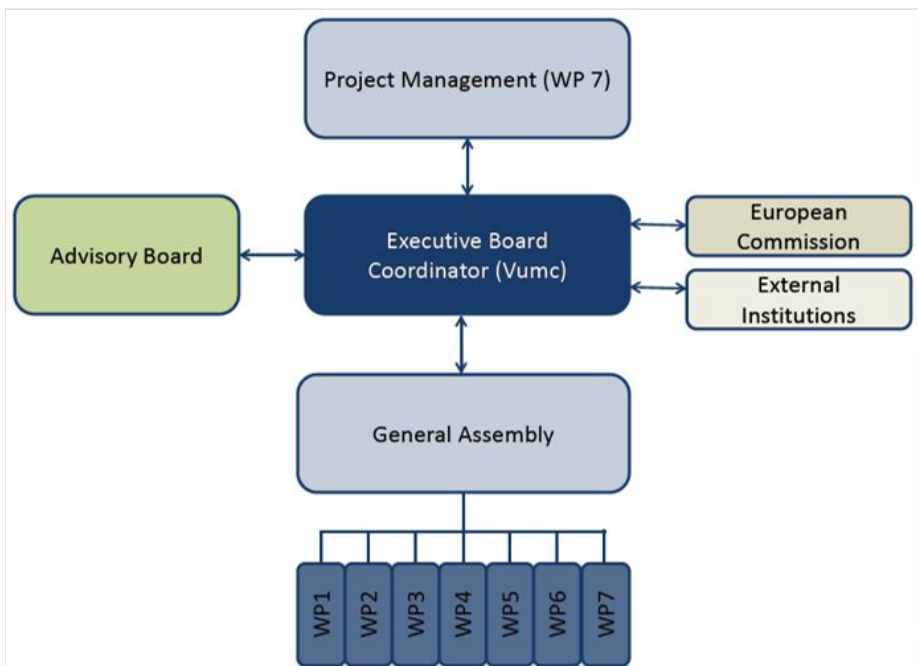 Project Management (WP 7)
Advisory Board
Executive Board
Coordinator (Vumc)
European
Commission
External
Institutions
General Assembly
WP1
WP2
WP3
WP4
WP5
WP6
WP7